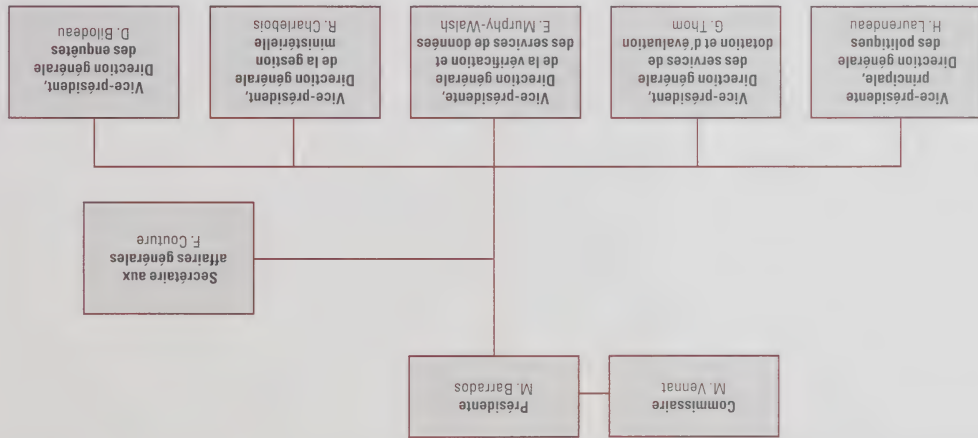 Commissaire
M. Vennat
Présidente
M. Barrados
Secrétaire aux
affaires générales
F. Couture
Vice-présidente
principale,
Direction générale
des politiques
H. Laurendeau
Vice-président,
Direction générale
des services de
dotation et d'évaluation
G. Thom
Vice-présidente,
Direction générale
de la vérification et
des services de données
E. Murphy-Walsh
Vice-président,
Direction générale
de la gestion
ministérielle
R. Charlebois
Vice-président,
Direction générale
des enquêtes
D. Bilodeau